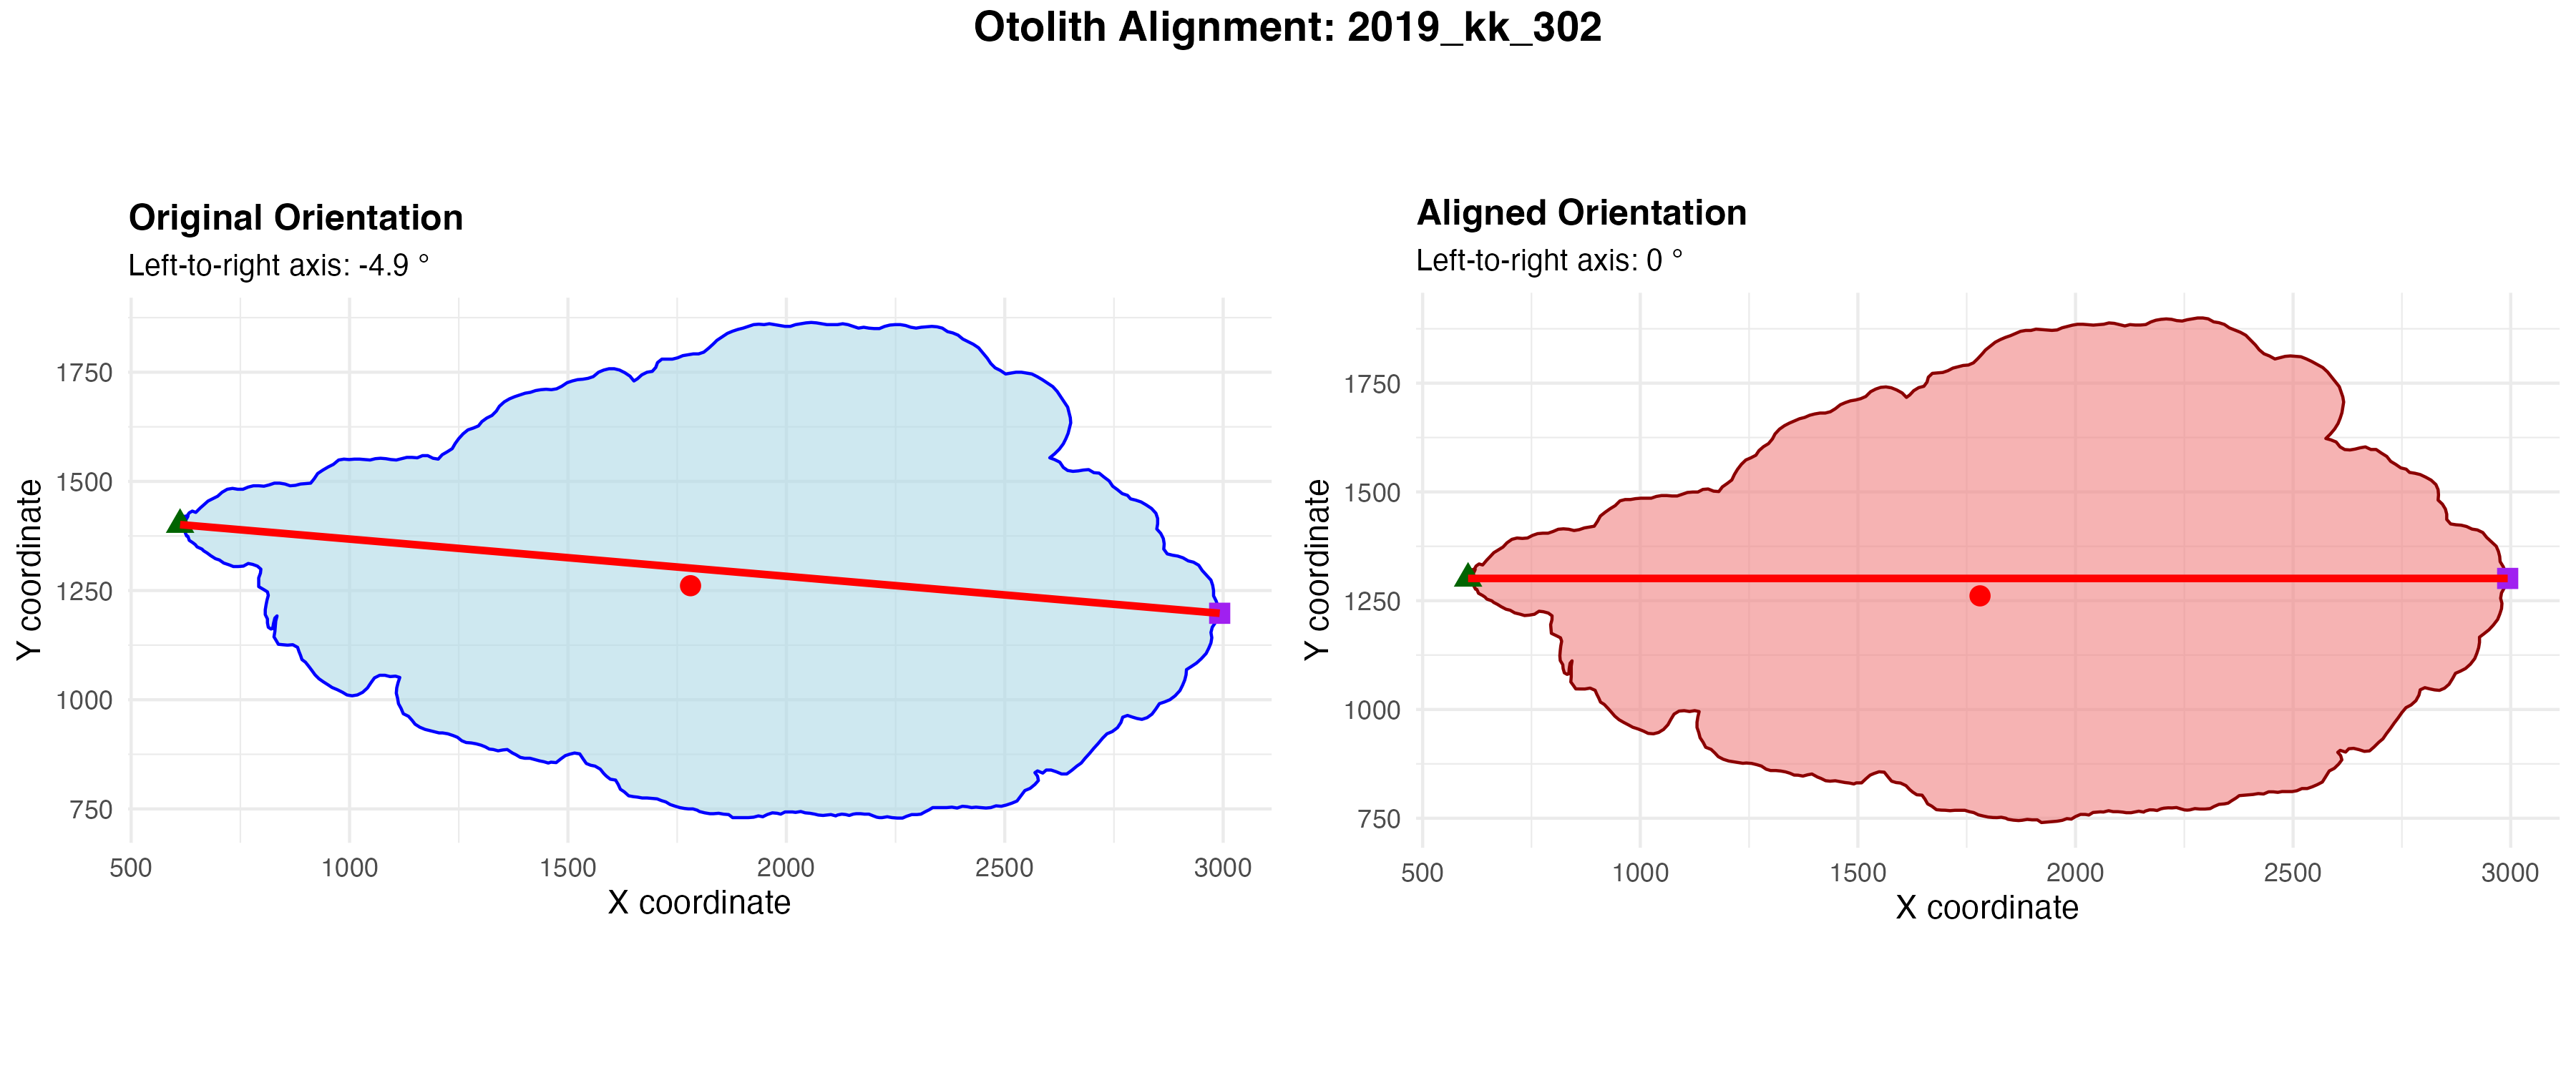 Otolith Alignment: 2019_kk_302
Original Orientation
Left-to-right axis: -4.9 °
Y coordinate
1750
1500
1250
1000
750
500 1000 1500 2000 2500 3000
X coordinate
Aligned Orientation
Left-to-right axis: 0 °
Y coordinate
1750
1500
1250
1000
750
500 1000 1500 2000 2500 3000
X coordinate